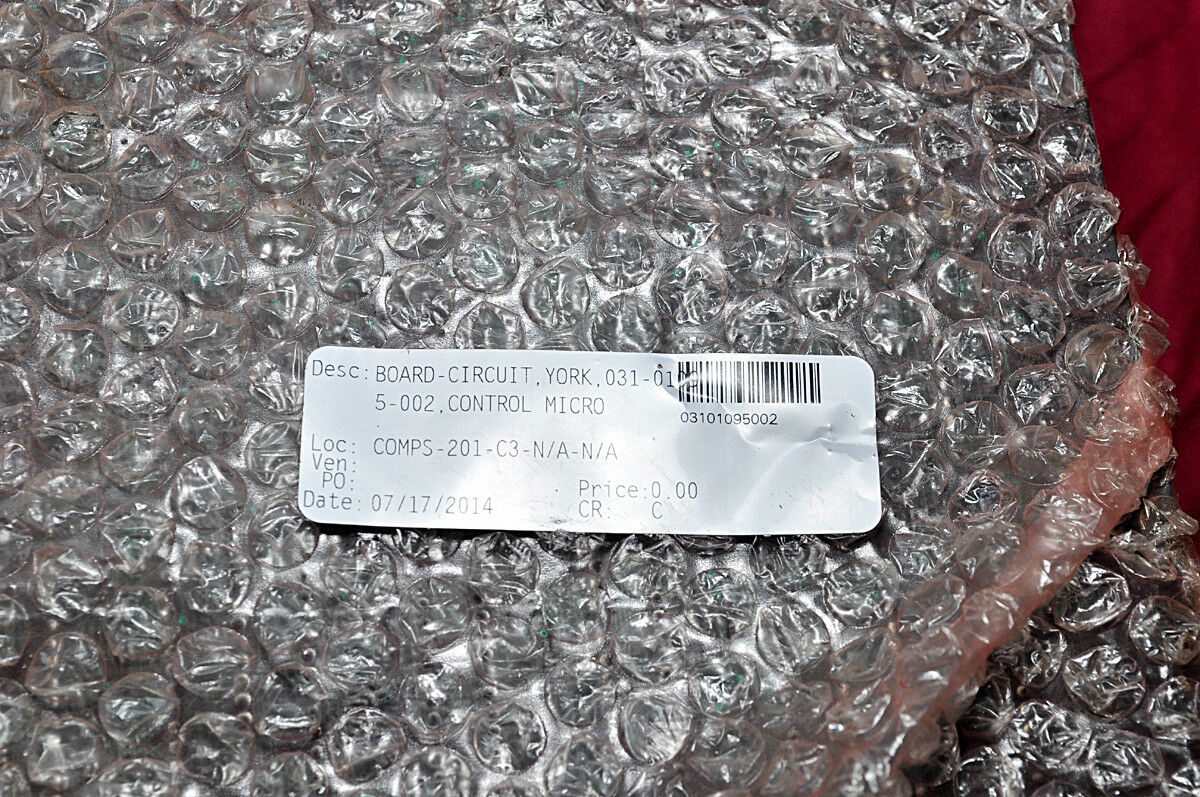 Desc: BOARD-CIRCUIT,YORK,031-0109
5-002,CONTROL MICRO
03101095002
Loc: COMPS-201-C3-N/A-N/A
Ven:
PO:
Price:0.00
Date: 07/17/2014
CR: C